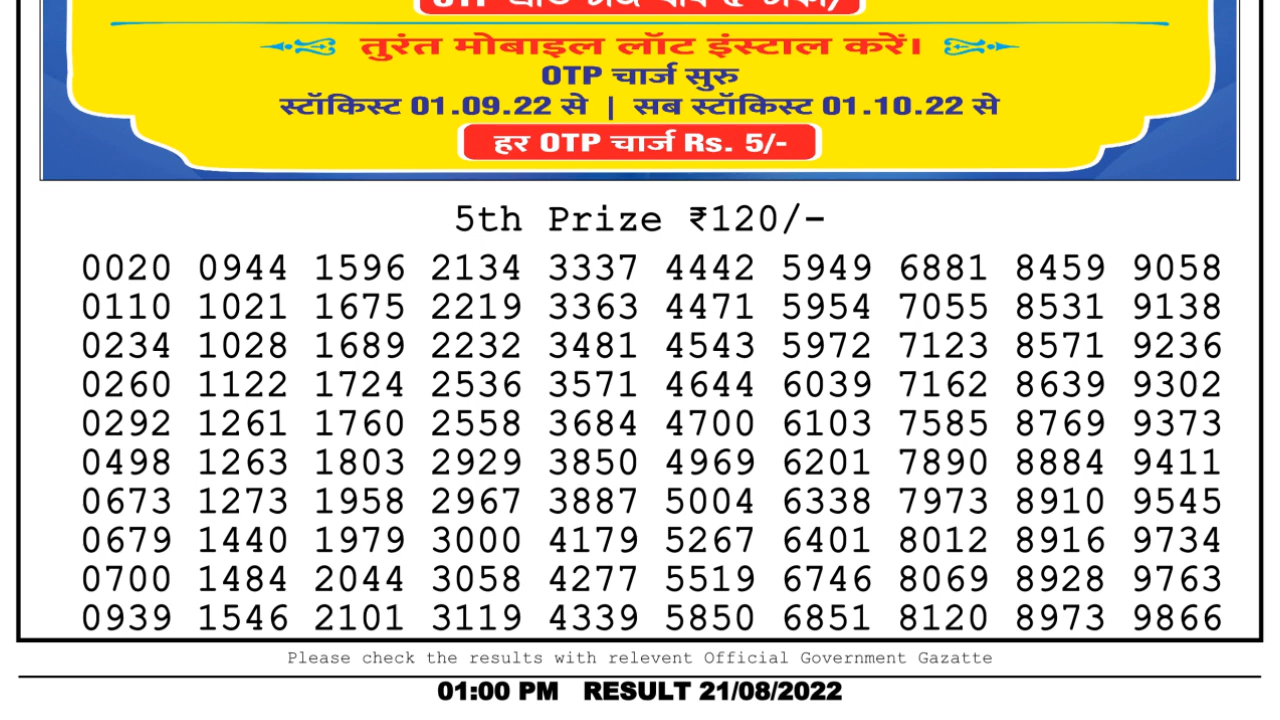 तुरंत मोबाइल लॉट इंस्टाल करें।
OTP चार्ज सुरु
स्टॉकिस्ट 01.09.22 से | सब स्टॉकिस्ट 01.10.22 से
हर OTP चार्ज Rs. 5/-
5th Prize ₹120/-
0020 0944 1596 2134 3337 4442 5949 6881 8459 9058
0110 1021 1675 2219 3363 4471 5954 7055 8531 9138
0234 1028 1689 2232 3481 4543 5972 7123 8571 9236
0260 1122 1724 2536 3571 4644 6039 7162 8639 9302
0292 1261 1760 2558 3684 4700 6103 7585 8769 9373
0498 1263 1803 2929 3850 4969 6201 7890 8884 9411
0673 1273 1958 2967 3887 5004 6338 7973 8910 9545
0679 1440 1979 3000 4179 5267 6401 8012 8916 9734
0700 1484 2044 3058 4277 5519 6746 8069 8928 9763
0939 1546 2101 3119 4339 5850 6851 8120 8973 9866
Please check the results with relevent Official Government Gazatte
01:00 PM RESULT 21/08/2022